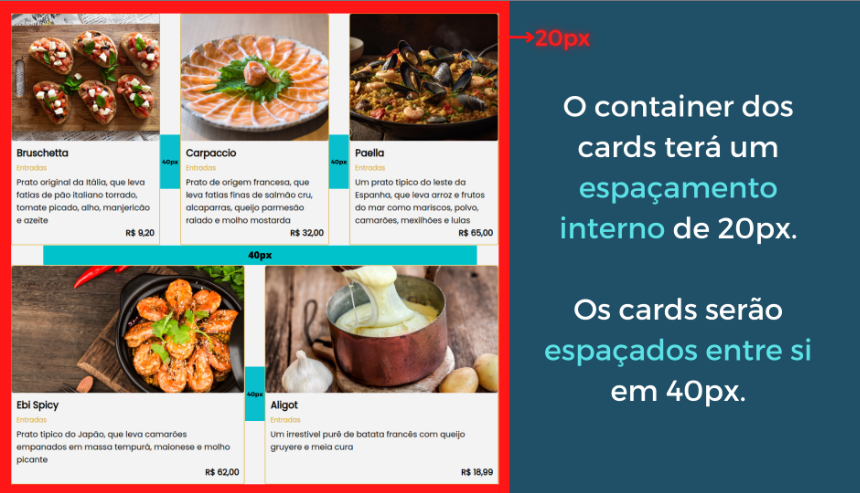 Bruschetta
Entradas
Prato original da Itália, que leva
fatias de pão italiano torrado,
tomate picado, alho, manjericão
e azeite
R$ 9,20
40px
Carpaccio
Entradas
Prato de origem francesa, que
leva fatias finas de salmão cru,
alcaparras, queijo parmesão
ralado e molho mostarda
R$ 32,00
40px
Paella
Entradas
Um prato típico do leste da
Espanha, que leva arroz e frutos
do mar como mariscos, polvo,
camarões, mexilhões e lulas
R$ 65,00
40px
Ebi Spicy
Entradas
Prato típico do Japão, que leva camarões
empanados em massa tempurá, maionese e molho
picante
R$ 62,00
40px
Aligot
Entradas
Um irrestível purê de batata francês com queijo
gruyere e meia cura
R$ 18,99
20px
O container dos
cards terá um
espaçamento
interno de 20px.
Os cards serão
espaçados entre si
em 40px.